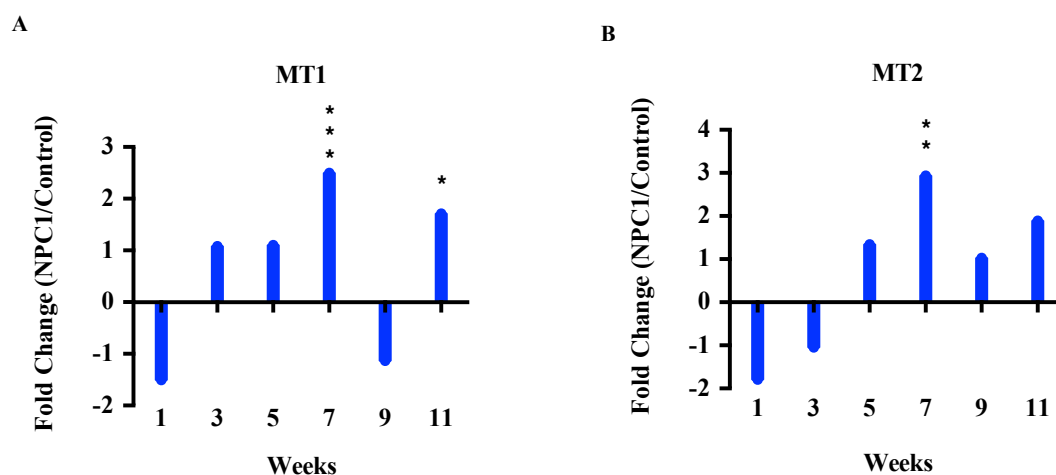 A
MT1
Fold Change (NPC1/Control)
3
2
1
0
-1
-2
* * *
*
1 3 5 7 9 11
Weeks
B
MT2
Fold Change (NPC1/Control)
4
3
2
1
0
-1
-2
* *
1 3 5 7 9 11
Weeks